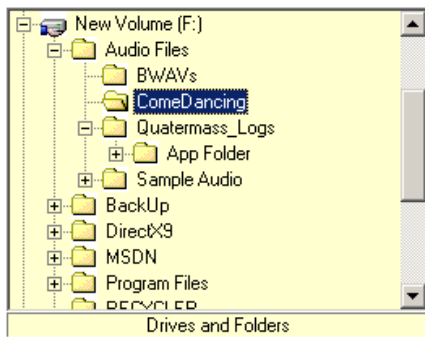 New Volume (F:)
Audio Files
BWAVs
ComeDancing
Quatermass_Logs
App Folder
Sample Audio
BackUp
DirectX9
MSDN
Program Files
RECYCLER
Drives and Folders